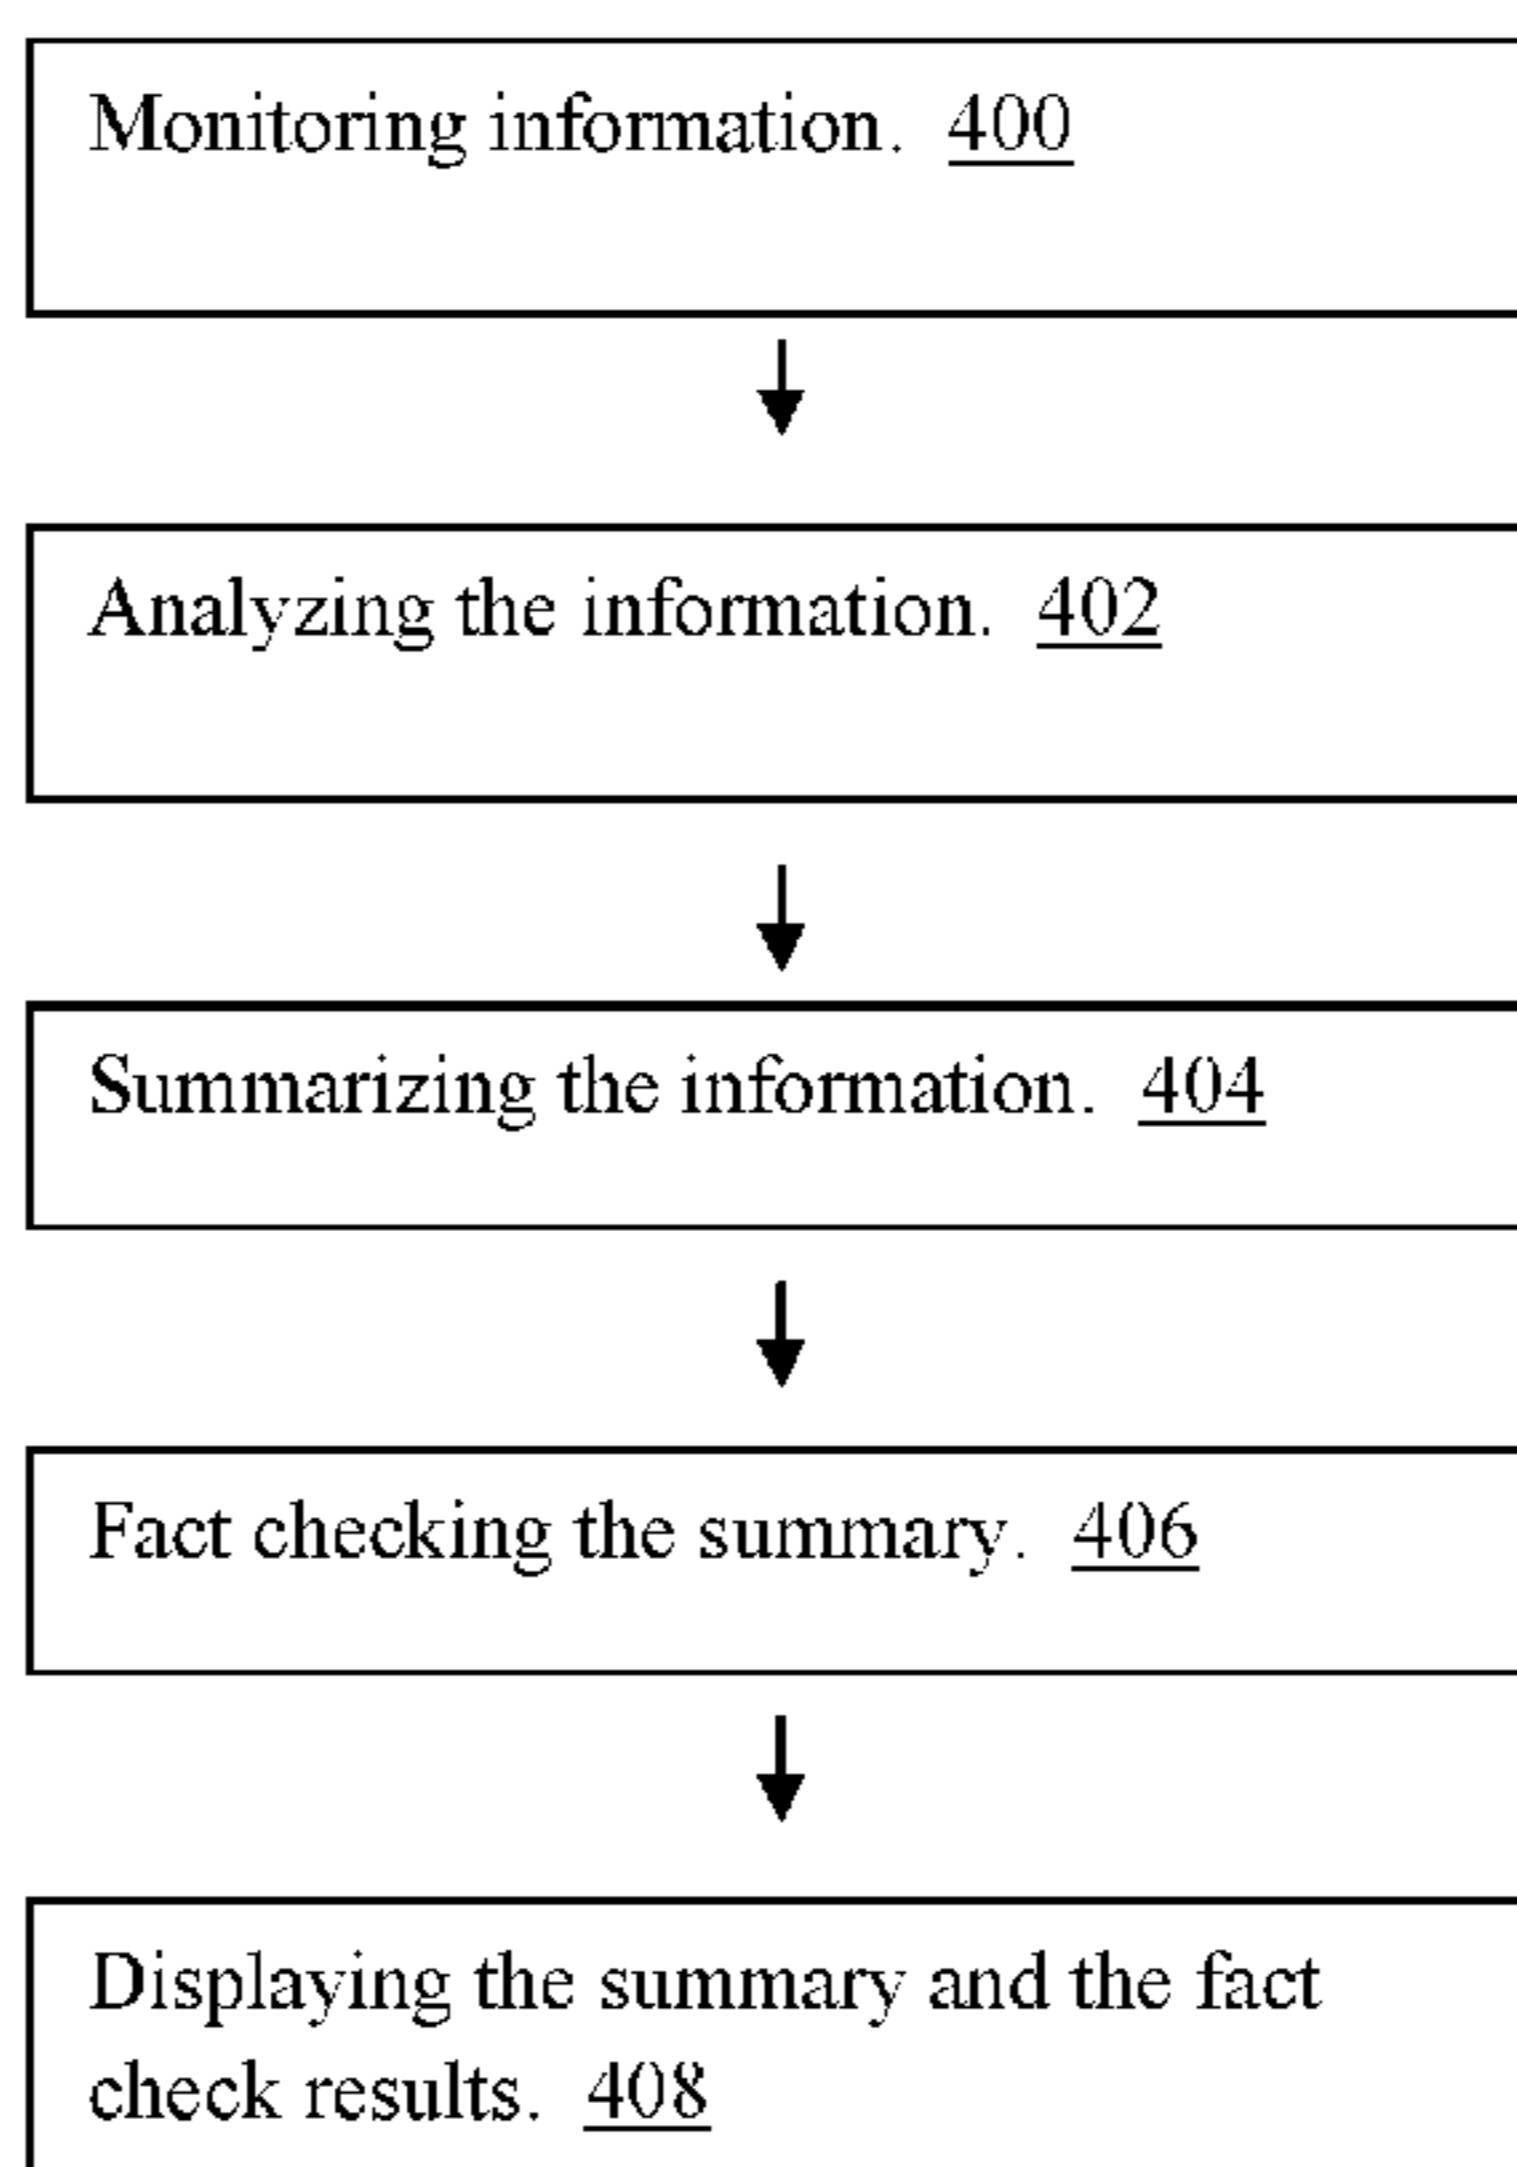 Monitoring information. 400
Analyzing the information. 402
Summarizing the information. 404
Fact checking the summary. 406
Displaying the summary and the fact
check results. 408